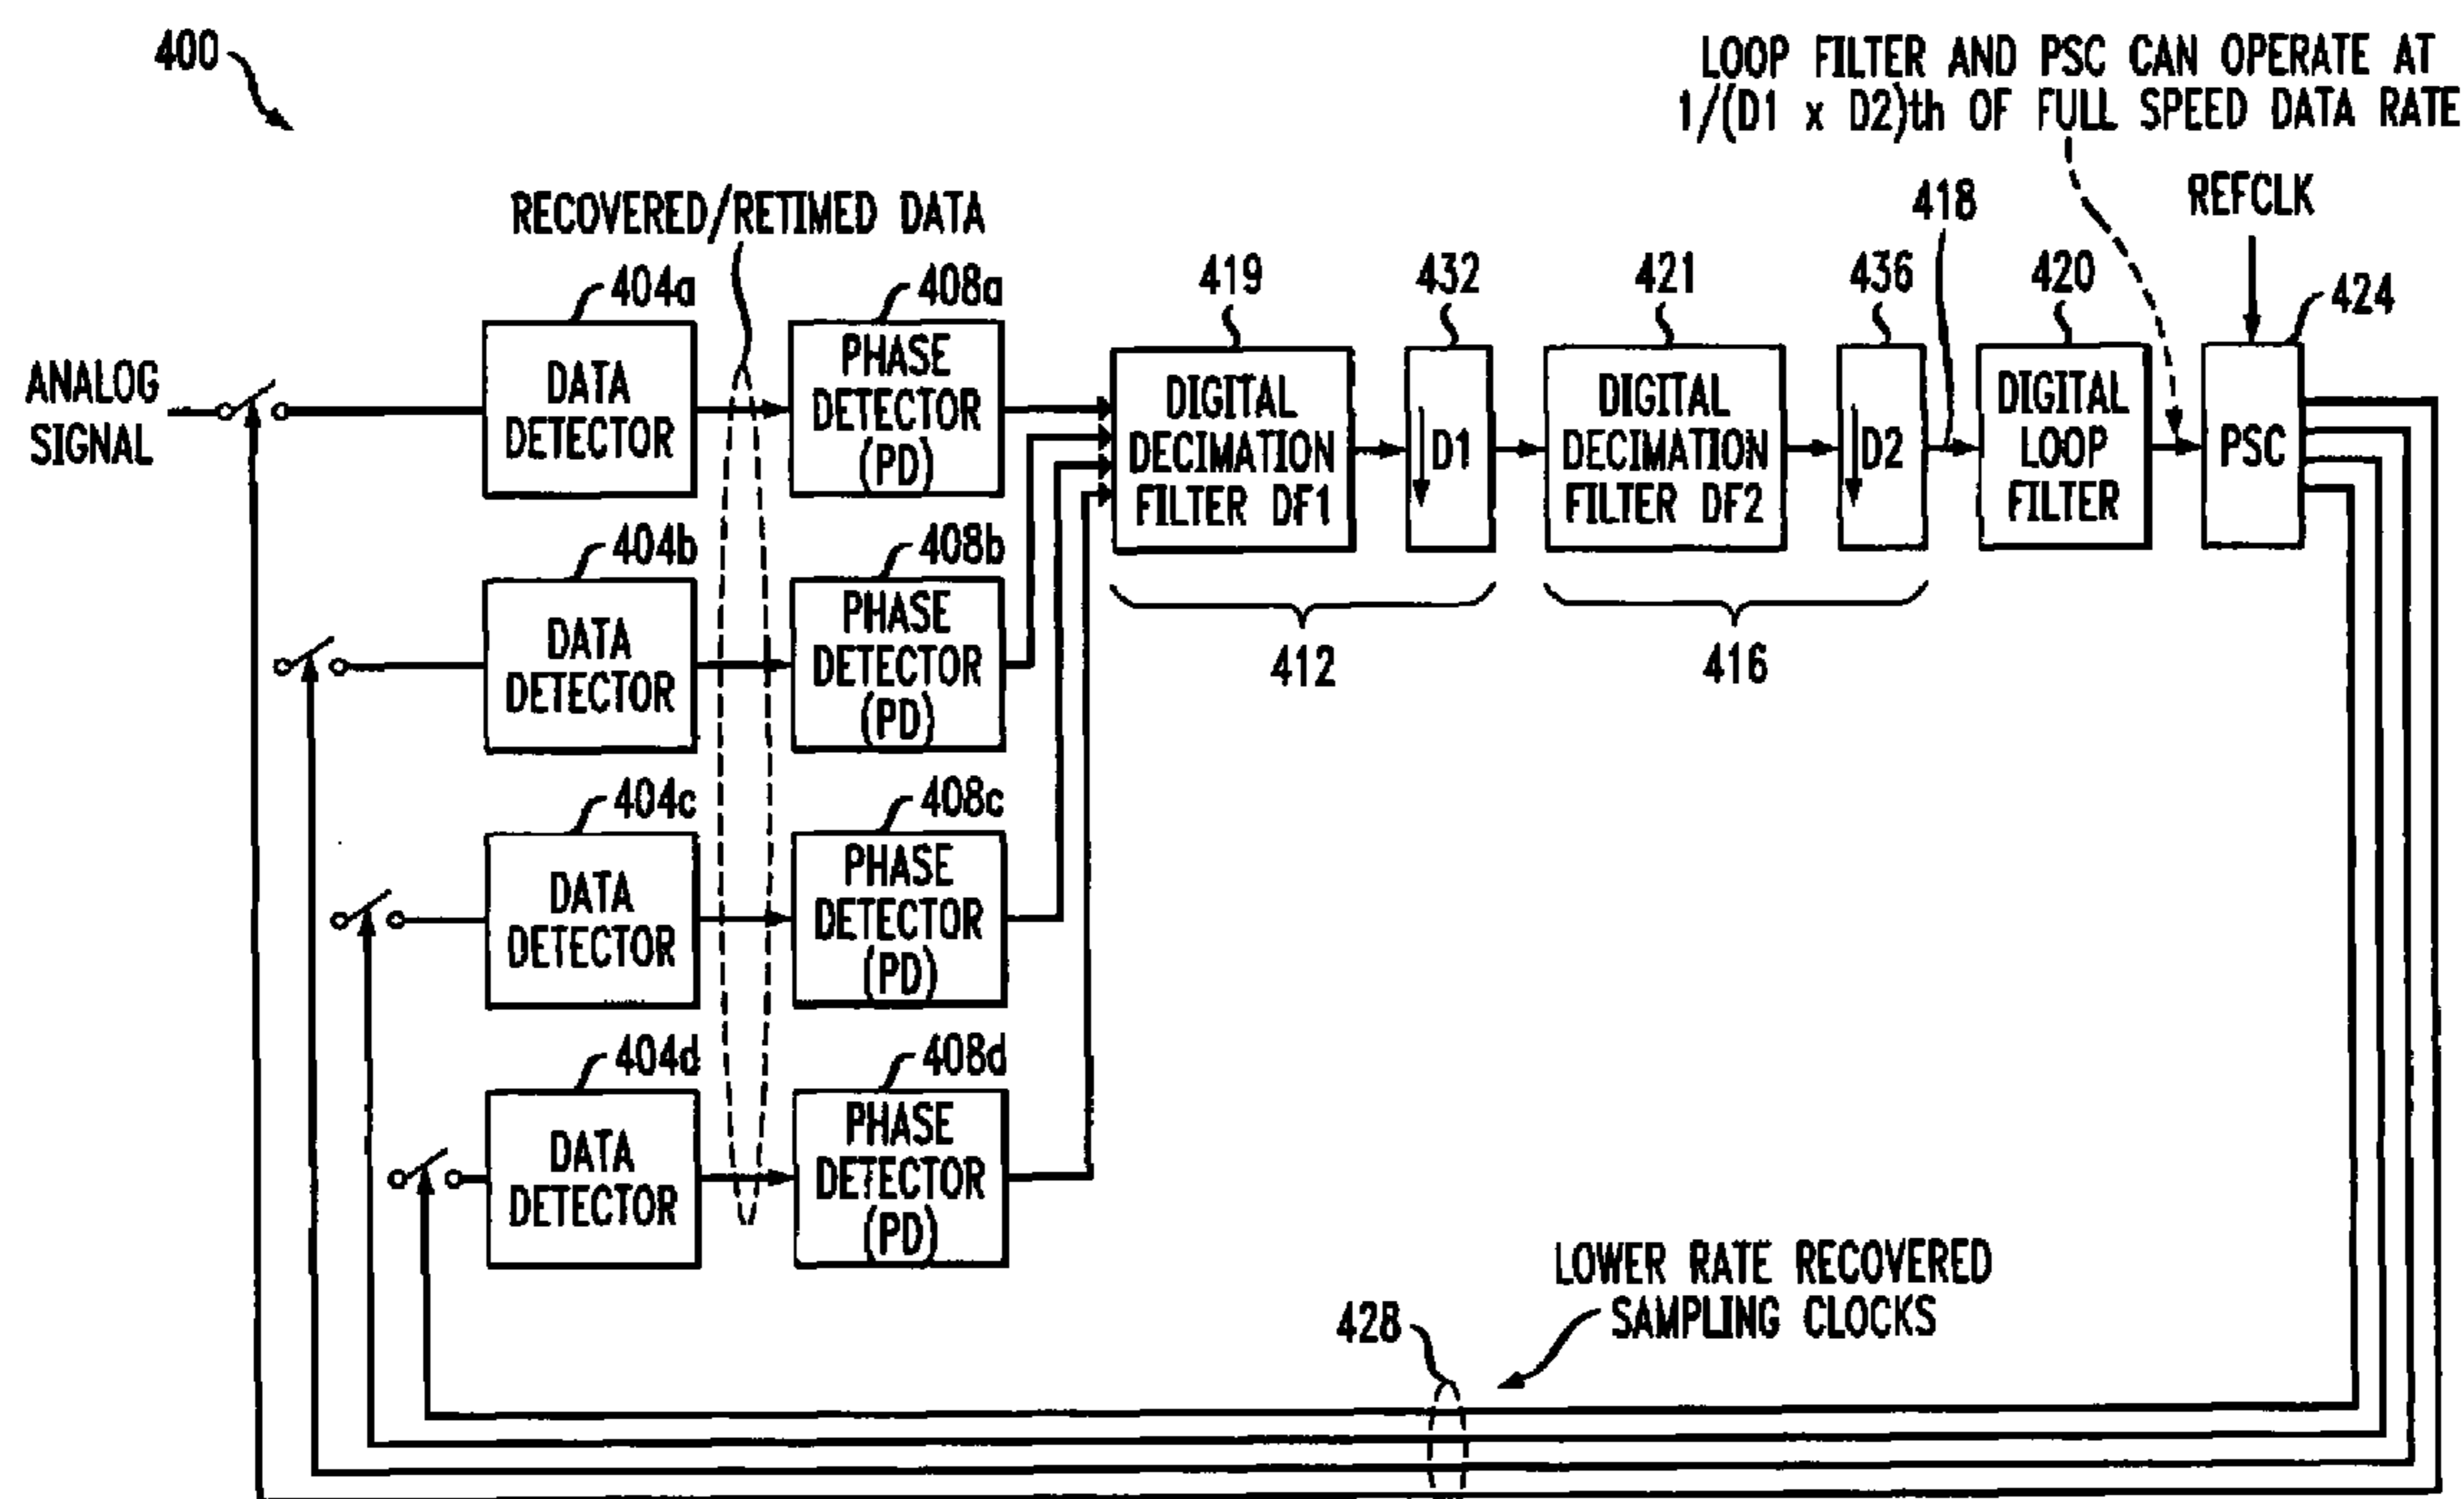 400
LOOP FILTER AND PSC CAN OPERATE AT
1/(D1 x D2)th OF FULL SPEED DATA RATE
RECOVERED/RETIMED DATA
418
REFCLK
404a
408a
419
432
421
436
420
424
ANALOG
SIGNAL
DATA
DETECTOR
PHASE
DETECTOR
(PD)
DIGITAL
DECIMATION
FILTER DF1
D1
DIGITAL
DECIMATION
FILTER DF2
D2
DIGITAL
LOOP
FILTER
PSC
404b
408b
DATA
DETECTOR
PHASE
DETECTOR
(PD)
412
416
404c
408c
DATA
DETECTOR
PHASE
DETECTOR
(PD)
404d
408d
DATA
DETECTOR
PHASE
DETECTOR
(PD)
LOWER RATE RECOVERED
SAMPLING CLOCKS
428